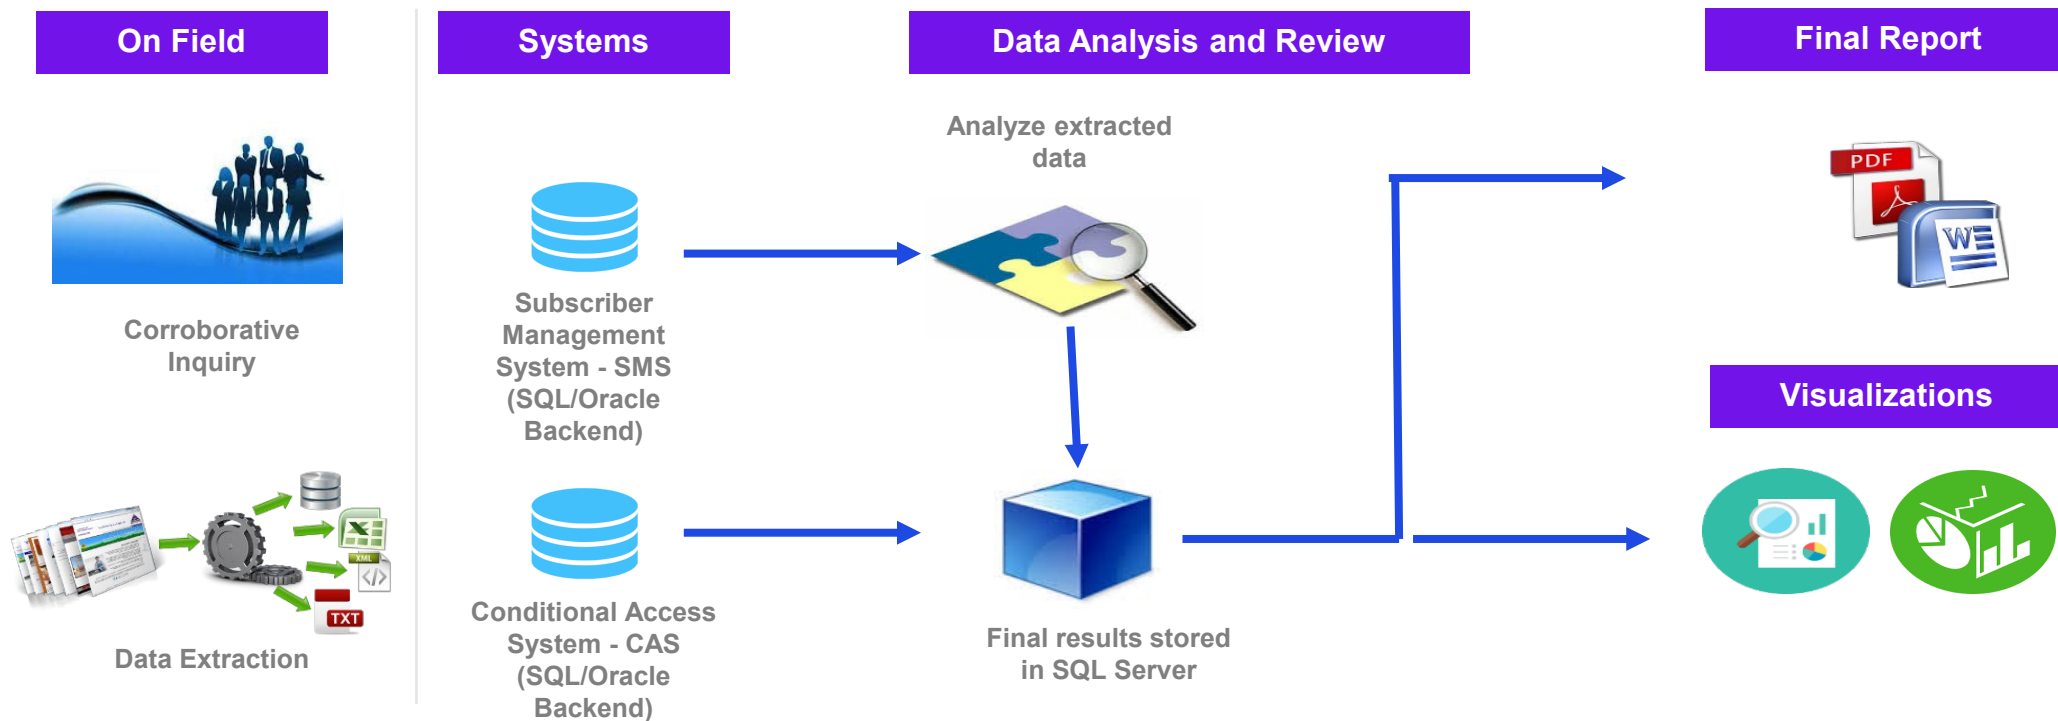 On Field
Corroborative
Inquiry
XML
TXT
Data Extraction
Systems
Subscriber
Management
System - SMS
(SQL/Oracle
Backend)
Conditional Access
System - CAS
(SQL/Oracle
Backend)
Data Analysis and Review
Analyze extracted
data
Final results stored
in SQL Server
Final Report
PDF
W
Visualizations